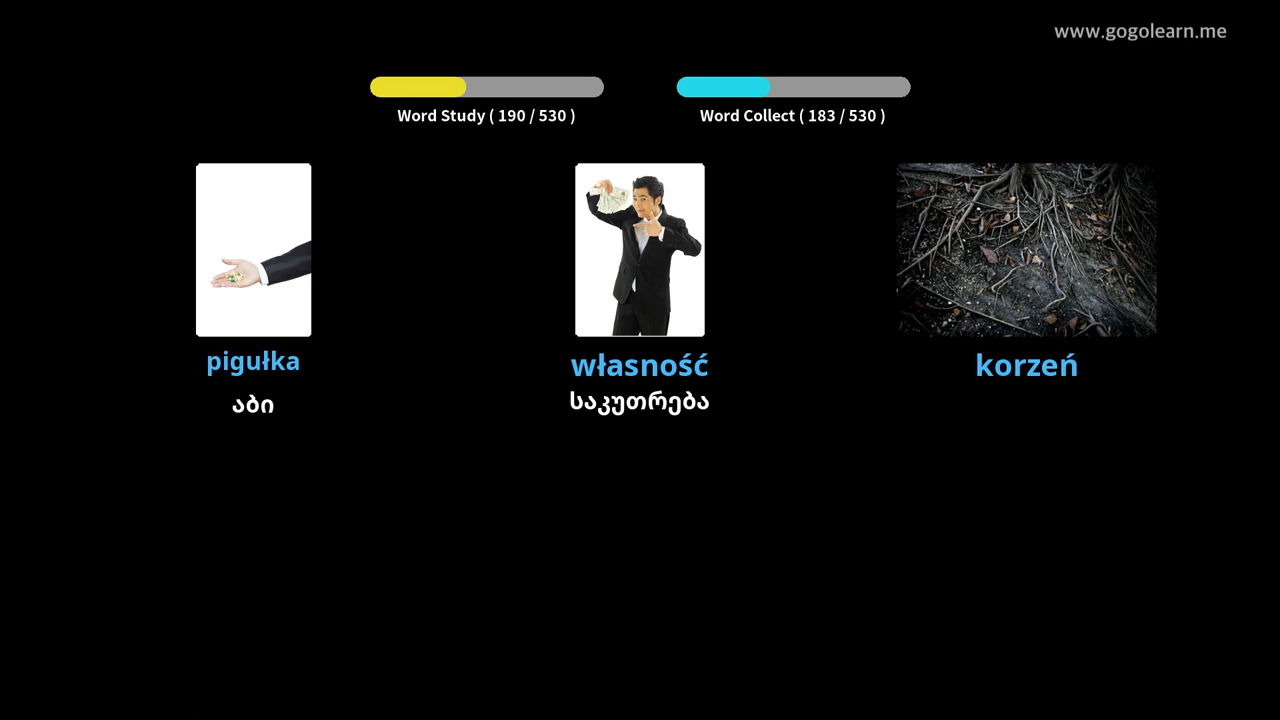 www.gogolearn.me
Word Study ( 190 / 530 )
Word Collect ( 183 / 530 )
pigułka
აბი
własność
საკუთრება
korzeń